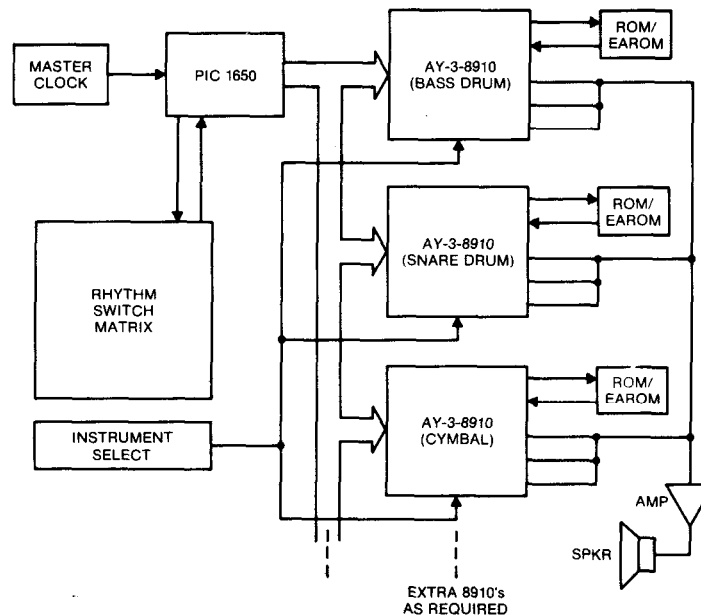 MASTER
CLOCK
PIC 1650
AY-3-8910
(BASS DRUM)
ROM/
EAROM
RHYTHM
SWITCH
MATRIX
AY-3-8910
(SNARE DRUM)
ROM/
EAROM
INSTRUMENT
SELECT
AY-3-8910
(CYMBAL)
ROM/
EAROM
AMP
SPKR
EXTRA 8910's
AS REQUIRED